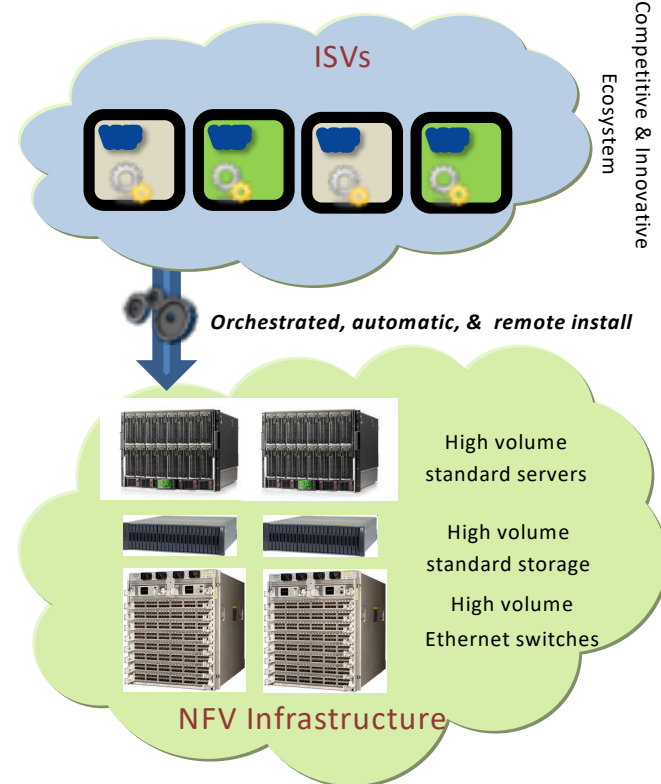 ISVs
Competitive & Innovative
Ecosystem
Orchestrated, automatic, & remote install
High volume
standard servers
High volume
standard storage
High volume
Ethernet switches
NFV Infrastructure